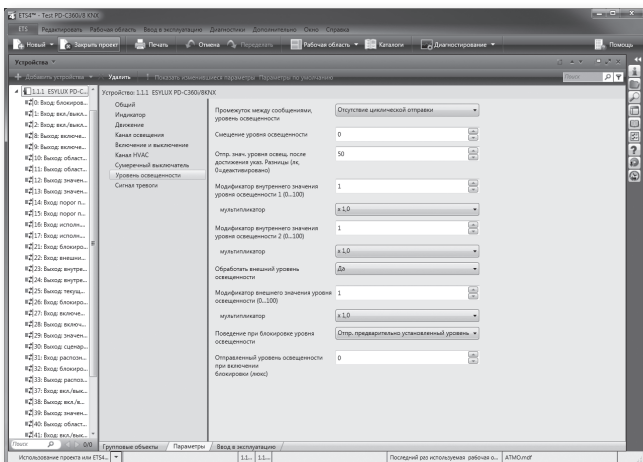 ETS4™ - Test PD-C360i/8 KNX
ETS Редактировать Рабочая область Ввод в эксплуатацию Диагностики Дополнительно Окно Справка
Новый Закрыть проект Печать Отмена Переделать Рабочая область Каталоги Диагностирование Помощь
Устройства
Добавить устройства Удалить Показать изменившиеся параметры Параметры по умолчанию Поиск
1.1.1 ESYLUX PD-C...
0: Вход: блокиров...
1: Вход: вкл./выкл...
2: Вход: вкл./выкл...
8: Выход: включе...
9: Выход: включе...
10: Выход: област...
11: Выход: област...
12: Выход: значен...
13: Выход: значен...
14: Вход: порог п...
15: Вход: порог п...
16: Вход: исполн...
17: Вход: исполн...
21: Вход: блокиро...
22: Вход: внешни...
23: Выход: внутре...
24: Выход: внутре...
25: Выход: текущ...
26: Вход: блокиро...
27: Вход: включе...
28: Выход: включ...
29: Выход: значен...
30: Выход: сценар...
31: Вход: распозн...
32: Вход: блокиро...
33: Выход: распоз...
37: Вход: вкл./вык...
38: Выход: вкл./в...
39: Выход: значен...
40: Выход: област...
41: Вход: вкл./вык...
Поиск 0/0
Устройство: 1.1.1 ESYLUX PD-C360i/8KNX
Общий
Индикатор
Движение
Канал освещения
Включение и выключение
Канал HVAC
Сумеречный выключатель
Уровень освещенности
Сигнал тревоги
Промежуток между сообщениями,
уровень освещенности
Отсутствие циклической отправки
Смещение уровня освещенности 0
Отпр. знач. уровня освещ. после
достижения указ. Разницы (лк,
0=деактивировано)
50
Модификатор внутреннего значения
уровня освещенности 1 (0...100)
1
мультипликатор x 1,0
Модификатор внутреннего значения
уровня освещенности 2 (0...100)
1
мультипликатор x 1,0
Обработать внешний уровень
освещенности
Да
Модификатор внешнего значения уровня
освещенности (0...100)
1
мультипликатор x 1,0
Поведение при блокировке уровня
освещенности
Отпр. предварительно установленный уровень
Отправленный уровень освещенности
при включении
блокировки (люкс)
0
Групповые объекты Параметры Ввод в эксплуатацию
Использование проекта или ETS4... 1.1... 1.1... Последний раз используемая рабочая о... ATMO.mdf